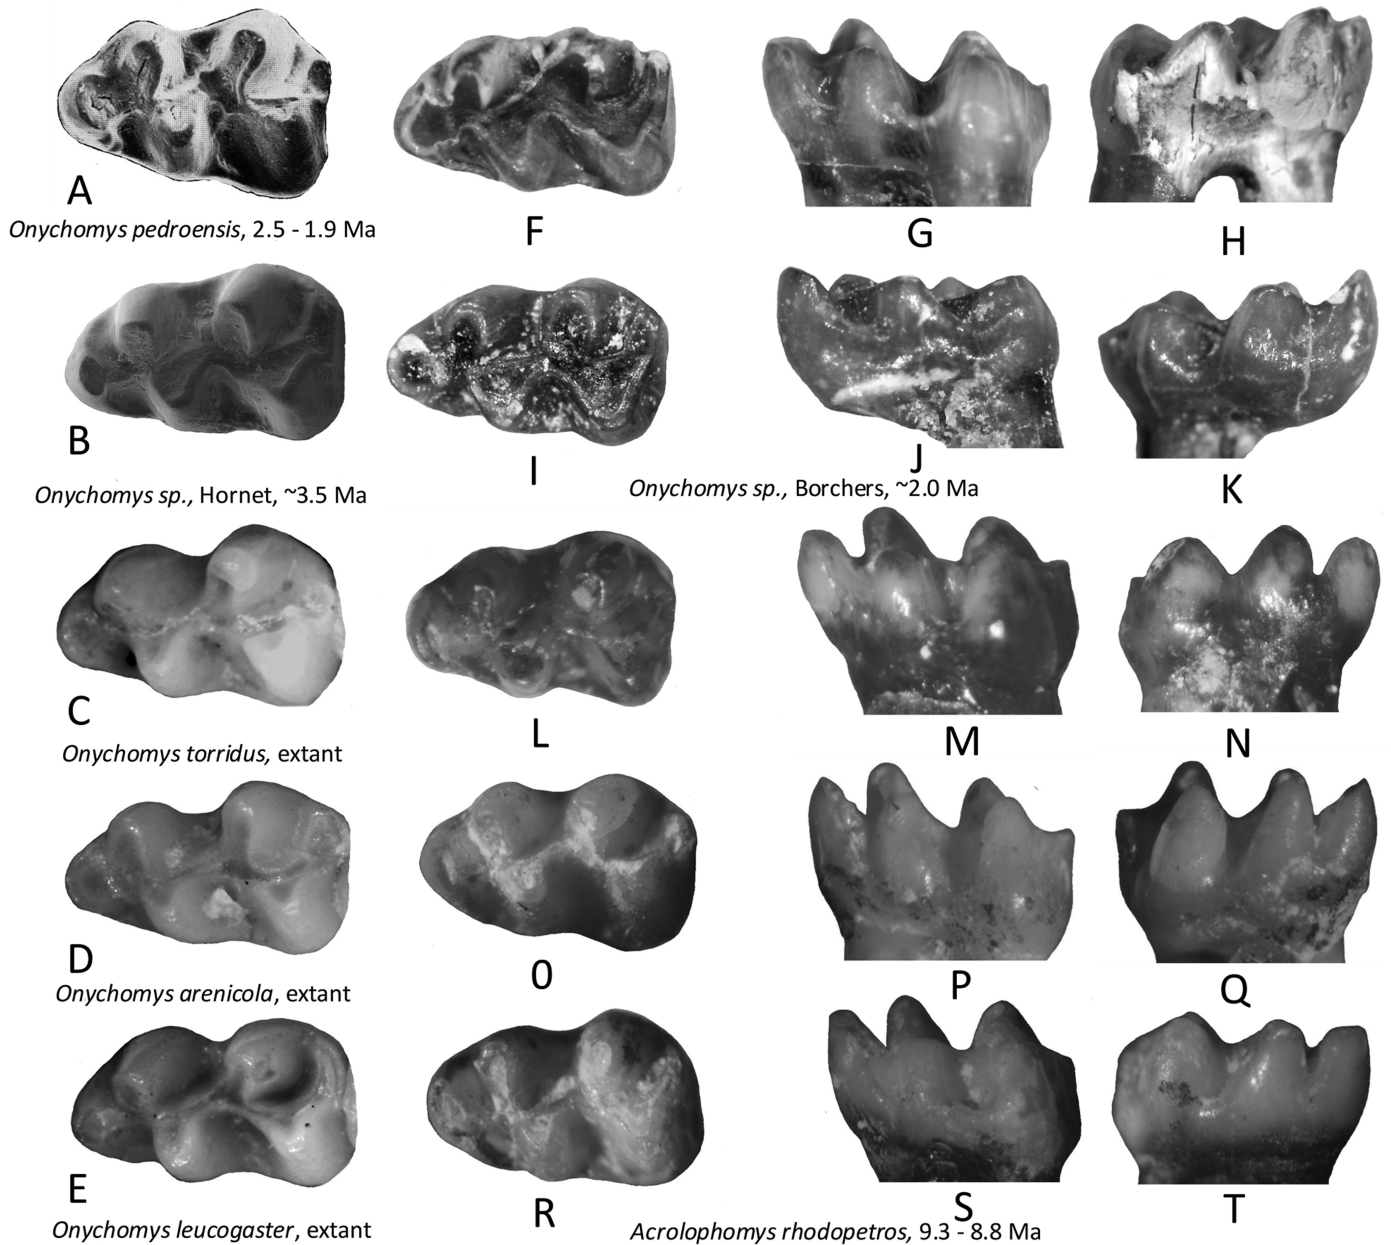 A
F
G
H
Onychomys pedroensis, 2.5 - 1.9 Ma
B
I
J
K
Onychomys sp., Hornet, ~3.5 Ma
Onychomys sp., Borchers, ~2.0 Ma
C
L
M
N
Onychomys torridus, extant
D
O
P
Q
Onychomys arenicola, extant
E
R
S
T
Onychomys leucogaster, extant
Acrolophomys rhodopetros, 9.3 - 8.8 Ma